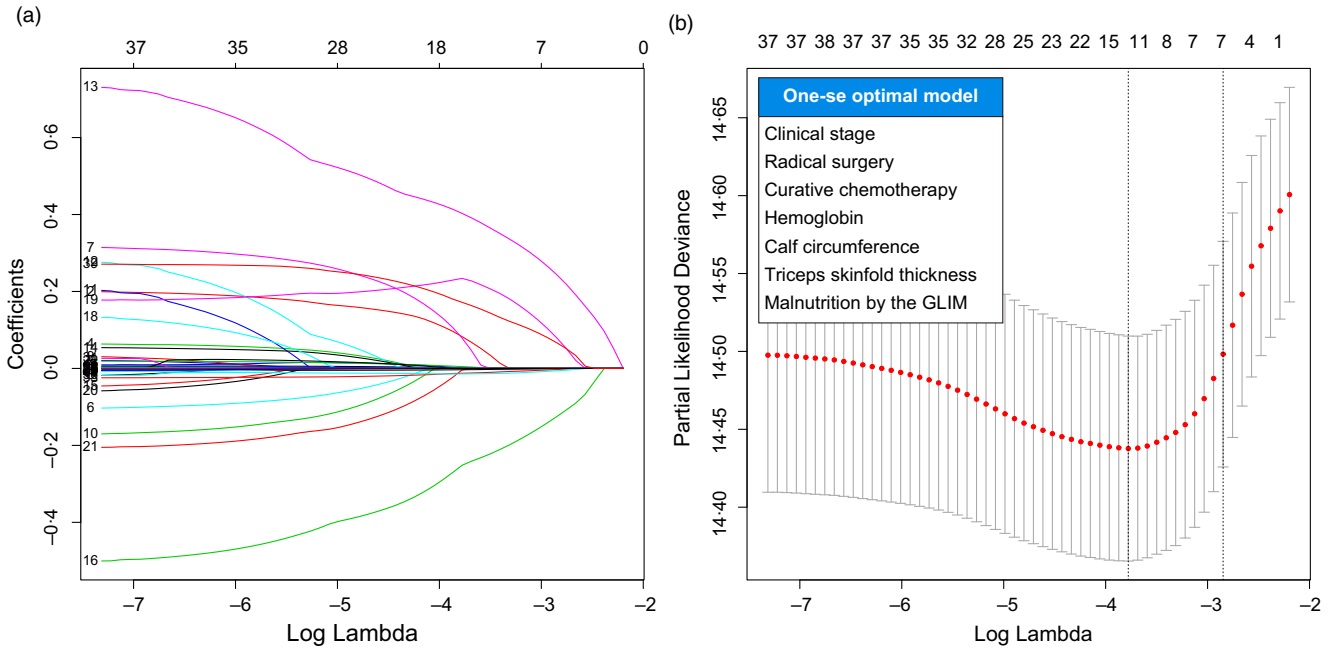 (a)
37 35 28 18 7 0
Coefficients
0·6
0·4
0·2
0·0
−0·2
−0·4
13
7
19
18
4
14
20
6
10
21
16
−7 −6 −5 −4 −3 −2
Log Lambda
(b)
37 37 38 37 37 35 35 32 28 25 23 22 15 11 8 7 7 4 1
Partial Likelihood Deviance
14·65
14·60
14·55
14·50
14·45
14·40
One-se optimal model
Clinical stage
Radical surgery
Curative chemotherapy
Hemoglobin
Calf circumference
Triceps skinfold thickness
Malnutrition by the GLIM
−7 −6 −5 −4 −3 −2
Log Lambda